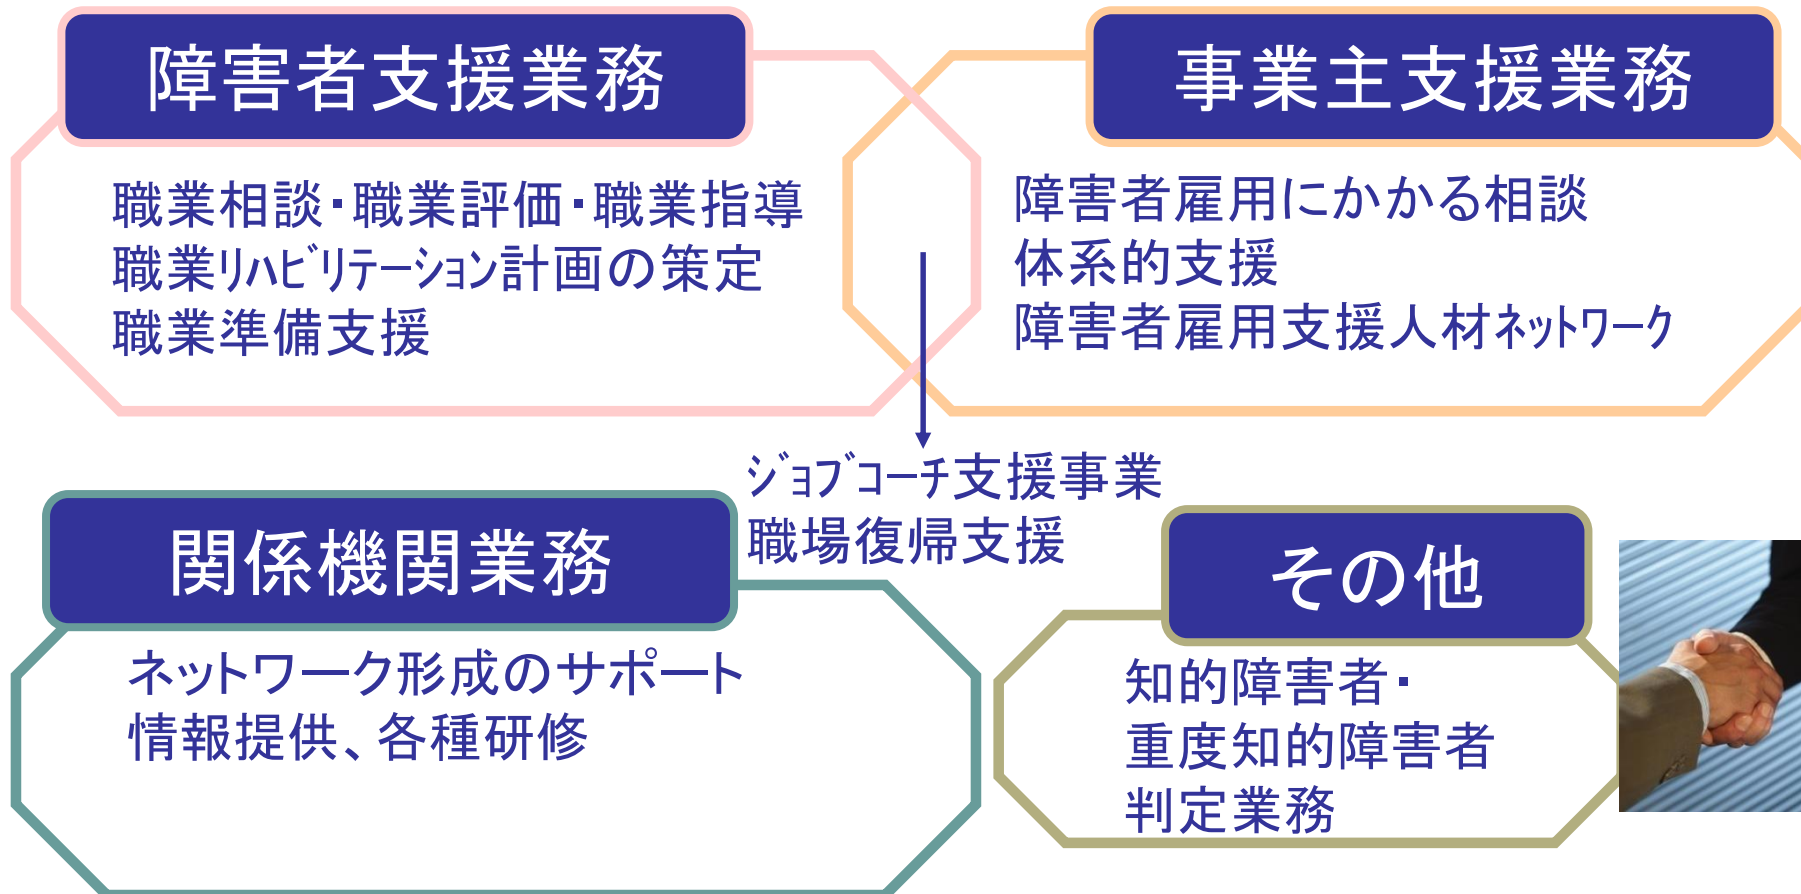 障害者支援業務
職業相談・職業評価・職業指導
職業ﾘﾊﾋﾞﾘﾃｰｼｮﾝ計画の策定
職業準備支援
事業主支援業務
障害者雇用にかかる相談
体系的支援
障害者雇用支援人材ﾈｯﾄﾜｰｸ
ｼﾞｮﾌﾞｺｰﾁ支援事業
職場復帰支援
関係機関業務
ネットワーク形成のサポート
情報提供、各種研修
その他
知的障害者・
重度知的障害者
判定業務